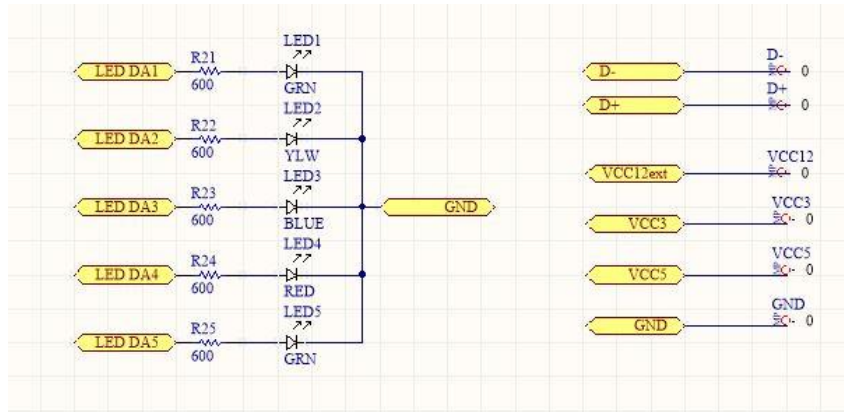 LED1
R21
LED DA1
600
GRN
LED2
R22
LED DA2
600
YLW
LED3
R23
LED DA3
600
BLUE
GND
LED4
R24
LED DA4
600
RED
LED5
R25
LED DA5
600
GRN
D-
D- 0
D+
D+ 0
VCC12
VCC12ext 0
VCC3
VCC3 0
VCC5
VCC5 0
GND
GND 0